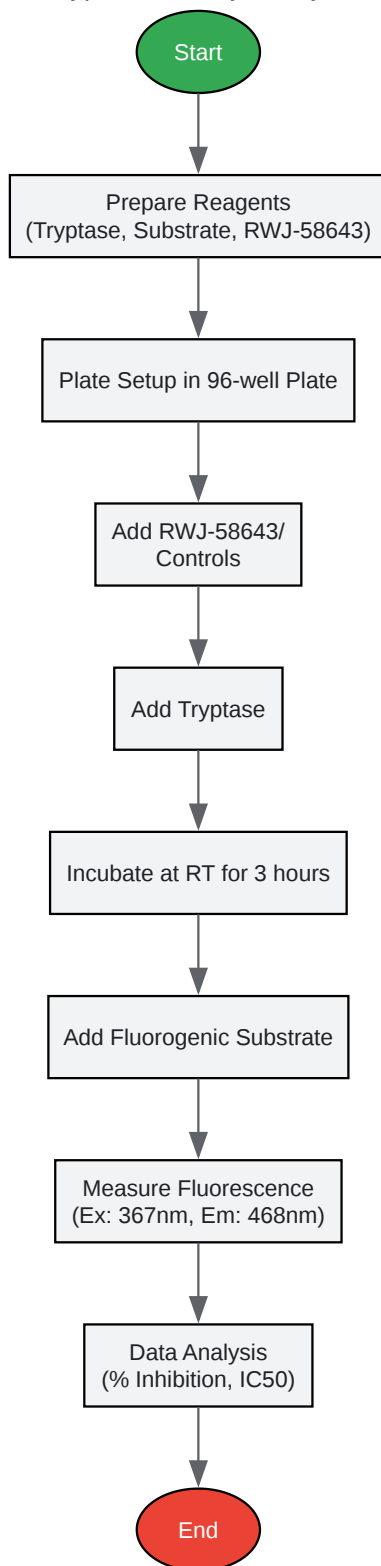 Start
Prepare Reagents
(Tryptase, Substrate, RWJ-58643)
Plate Setup in 96-well Plate
Add RWJ-58643/
Controls
Add Tryptase
Incubate at RT for 3 hours
Add Fluorogenic Substrate
Measure Fluorescence
(Ex: 367nm, Em: 468nm)
Data Analysis
(% Inhibition, IC50)
End